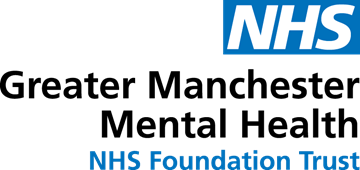 NHS
Greater Manchester
Mental Health
NHS Foundation Trust